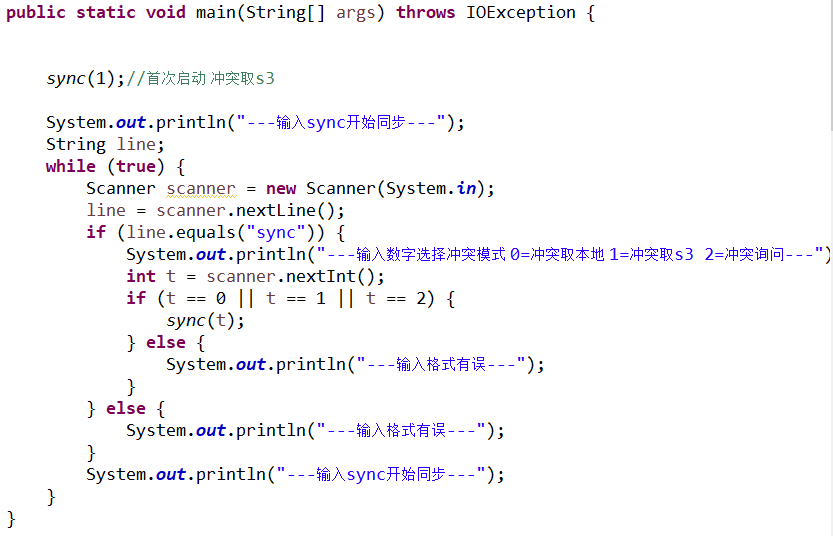 public static void main(String[] args) throws IOException {
sync(1);//首次启动 冲突取s3
System.out.println("---输入sync开始同步---");
String line;
while (true) {
Scanner scanner = new Scanner(System.in);
line = scanner.nextLine();
if (line.equals("sync")) {
System.out.println("---输入数字选择冲突模式 0=冲突取本地 1=冲突取s3 2=冲突询问---")
int t = scanner.nextInt();
if (t == 0 || t == 1 || t == 2) {
sync(t);
} else {
System.out.println("---输入格式有误---");
}
} else {
System.out.println("---输入格式有误---");
}
System.out.println("---输入sync开始同步---");
}
}